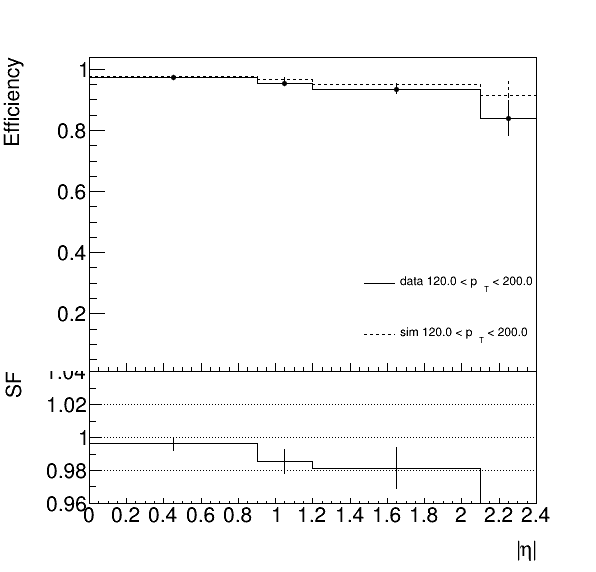 Efficiency
1
0.8
0.6
0.4
0.2
data 120.0 < p T < 200.0
sim 120.0 < p T < 200.0
SF
1.04
1.02
1
0.98
0.96
0 0.2 0.4 0.6 0.8 1 1.2 1.4 1.6 1.8 2 2.2 2.4
|η|